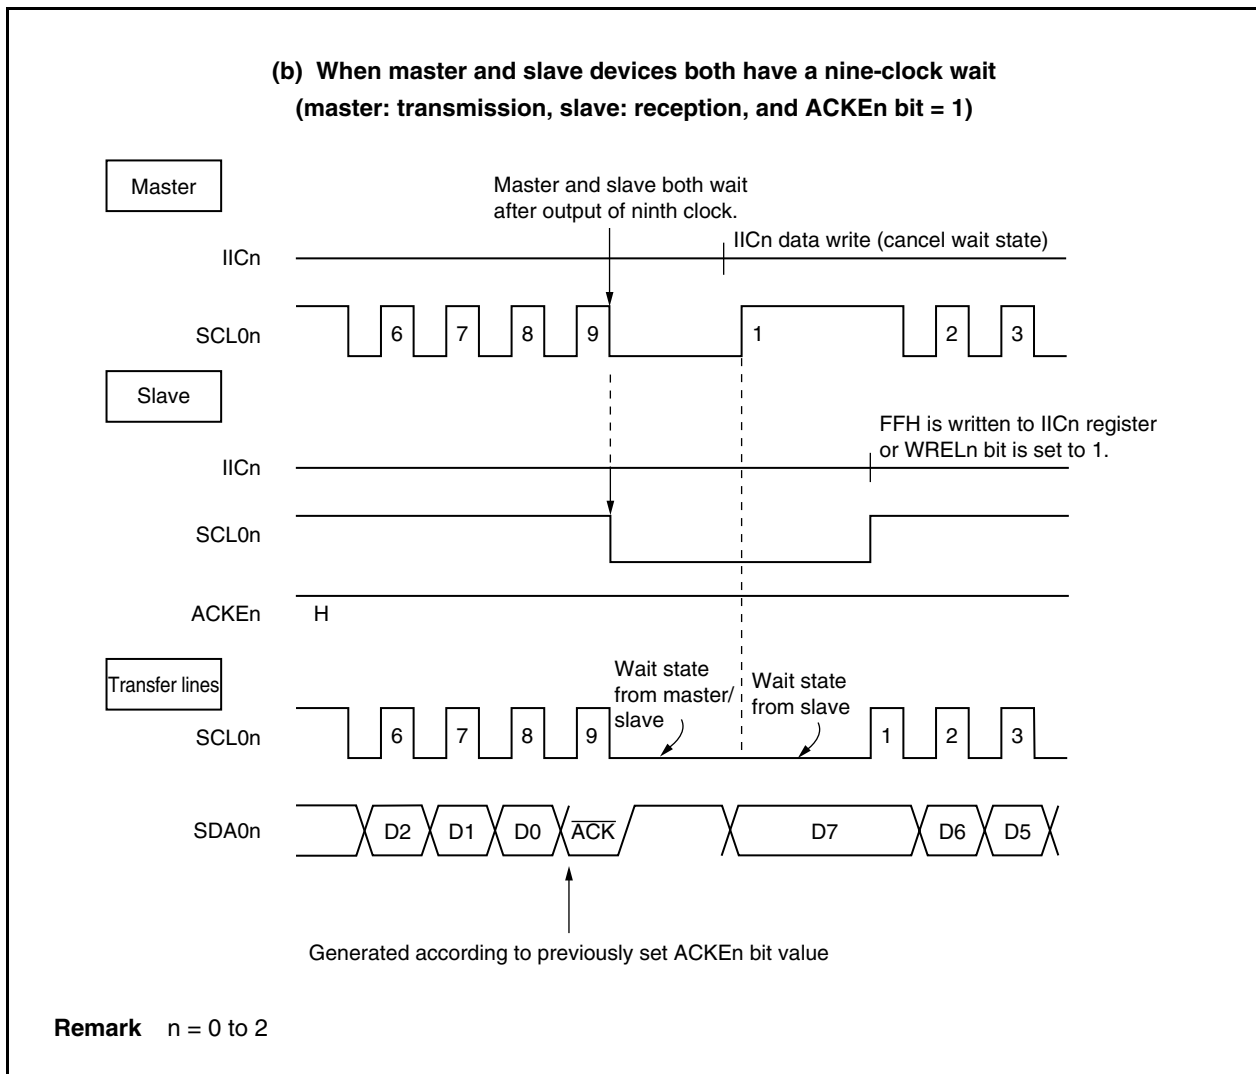 (b) When master and slave devices both have a nine-clock wait
(master: transmission, slave: reception, and ACKEn bit = 1)
Master
Master and slave both wait
after output of ninth clock.
IICn
IICn data write (cancel wait state)
SCL0n
6 7 8 9 1 2 3
Slave
FFH is written to IICn register
or WRELn bit is set to 1.
IICn
SCL0n
ACKEn
H
Transfer lines
Wait state
from master/
slave
Wait state
from slave
SCL0n
6 7 8 9 1 2 3
SDA0n
D2 D1 D0 ACK D7 D6 D5
Generated according to previously set ACKEn bit value
Remark n = 0 to 2